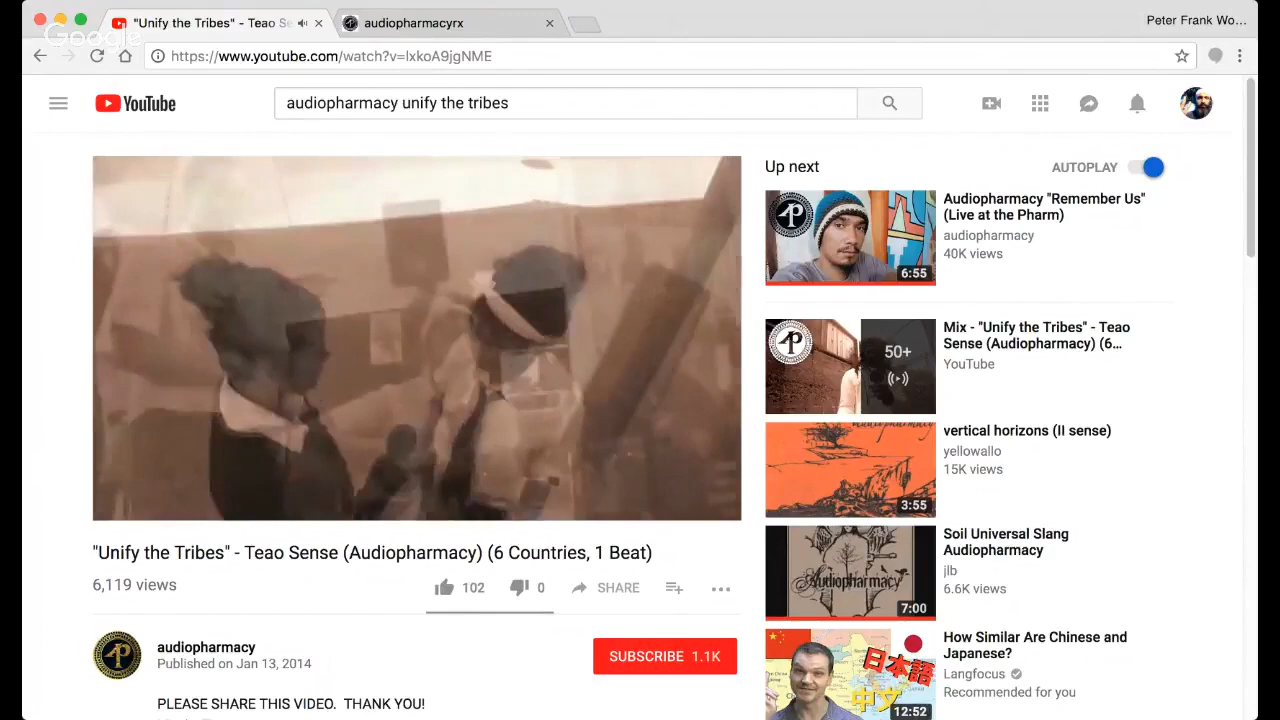 "Unify the Tribes" - Teao Se
audiopharmacyrx
Peter Frank Wo...
Google
https://www.youtube.com/watch?v=lxkoA9jgNME
YouTube
audiopharmacy unify the tribes
Up next
AUTOPLAY
Audiopharmacy "Remember Us"
(Live at the Pharm)
audiopharmacy
40K views
6:55
Mix - "Unify the Tribes" - Teao
Sense (Audiopharmacy) (6...
YouTube
50+
vertical horizons (II sense)
yellowallo
15K views
3:55
Soil Universal Slang
Audiopharmacy
jlb
6.6K views
Audiopharmacy
7:00
How Similar Are Chinese and
Japanese?
Langfocus
Recommended for you
日本語
中文
12:52
"Unify the Tribes" - Teao Sense (Audiopharmacy) (6 Countries, 1 Beat)
6,119 views
102
0
SHARE
audiopharmacy
Published on Jan 13, 2014
SUBSCRIBE 1.1K
PLEASE SHARE THIS VIDEO. THANK YOU!